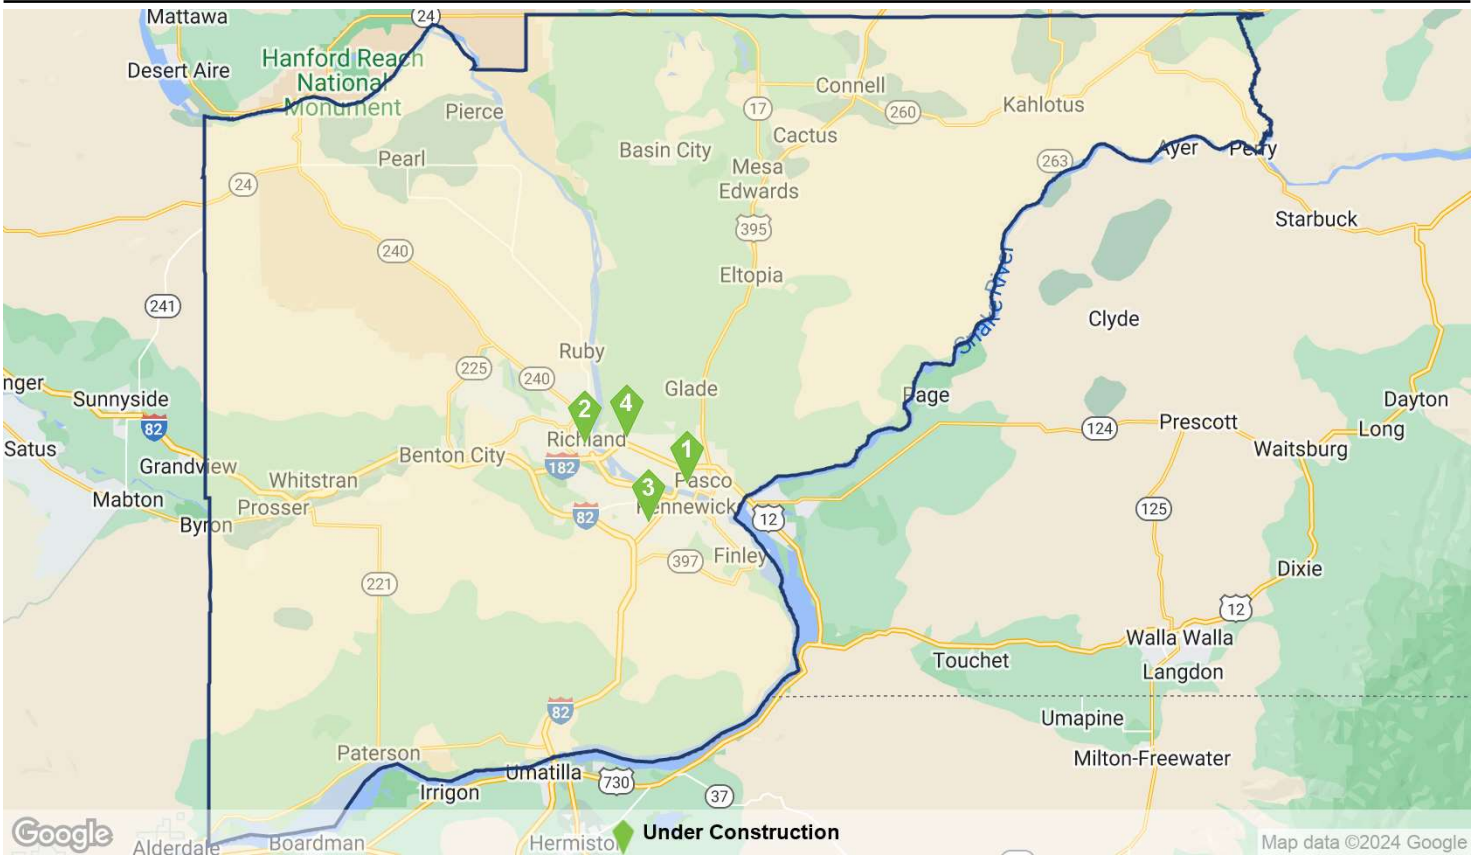 Mattawa
24
Desert Aire
Hanford Reach
National
Monument
Pierce
Connell
17
260
Kahlotus
Cactus
Basin City
Pearl
Mesa
Edwards
263
Ayer
Perry
24
Starbuck
395
240
Eltopia
Snake River
241
Clyde
Ruby
225
240
Glade
nger
Sunnyside
82
Page
Dayton
2
4
Richland
124
Prescott
Long
Satus
Grandview
Benton City
182
1
Waitsburg
Whitstran
Pasco
Mabton
Prosser
3
Kennewick
125
Byron
82
12
Finley
397
Dixie
221
12
Walla Walla
Touchet
Langdon
82
Umapine
Paterson
Milton-Freewater
Umatilla
730
Irrigon
37
Google
Alderdale
Boardman
Hermiston
Under Construction
Map data ©2024 Google